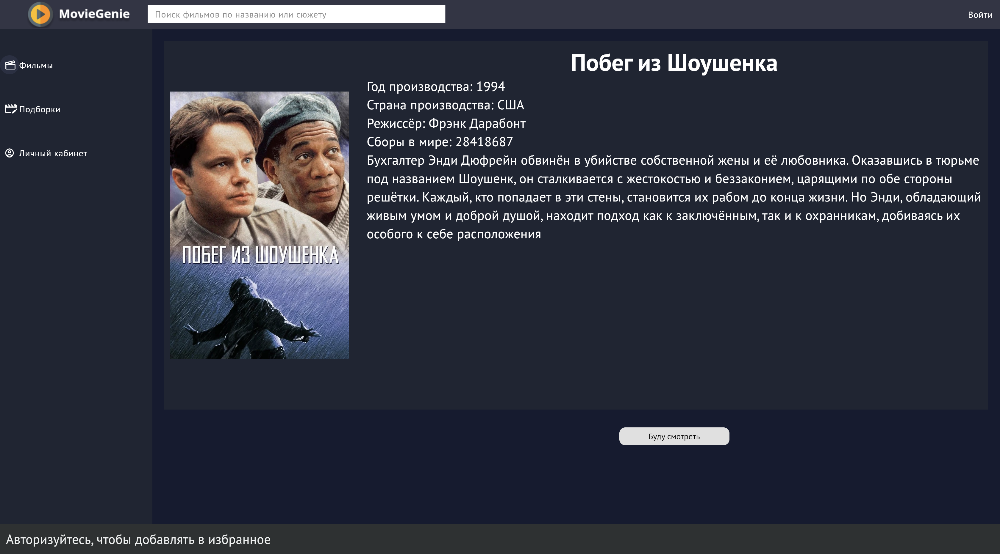 MovieGenie
Поиск фильмов по названию или сюжету
Войти
Фильмы
Подборки
Личный кабинет
Побег из Шоушенка
Год производства: 1994
Страна производства: США
Режиссёр: Фрэнк Дарабонт
Сборы в мире: 28418687
Бухгалтер Энди Дюфрейн обвинён в убийстве собственной жены и её любовника. Оказавшись в тюрьме
под названием Шоушенк, он сталкивается с жестокостью и беззаконием, царящими по обе стороны
решётки. Каждый, кто попадает в эти стены, становится их рабом до конца жизни. Но Энди, обладающий
живым умом и доброй душой, находит подход как к заключённым, так и к охранникам, добиваясь их
особого к себе расположения
ПОБЕГ ИЗ ШОУШЕНКА
Буду смотреть
Авторизуйтесь, чтобы добавлять в избранное